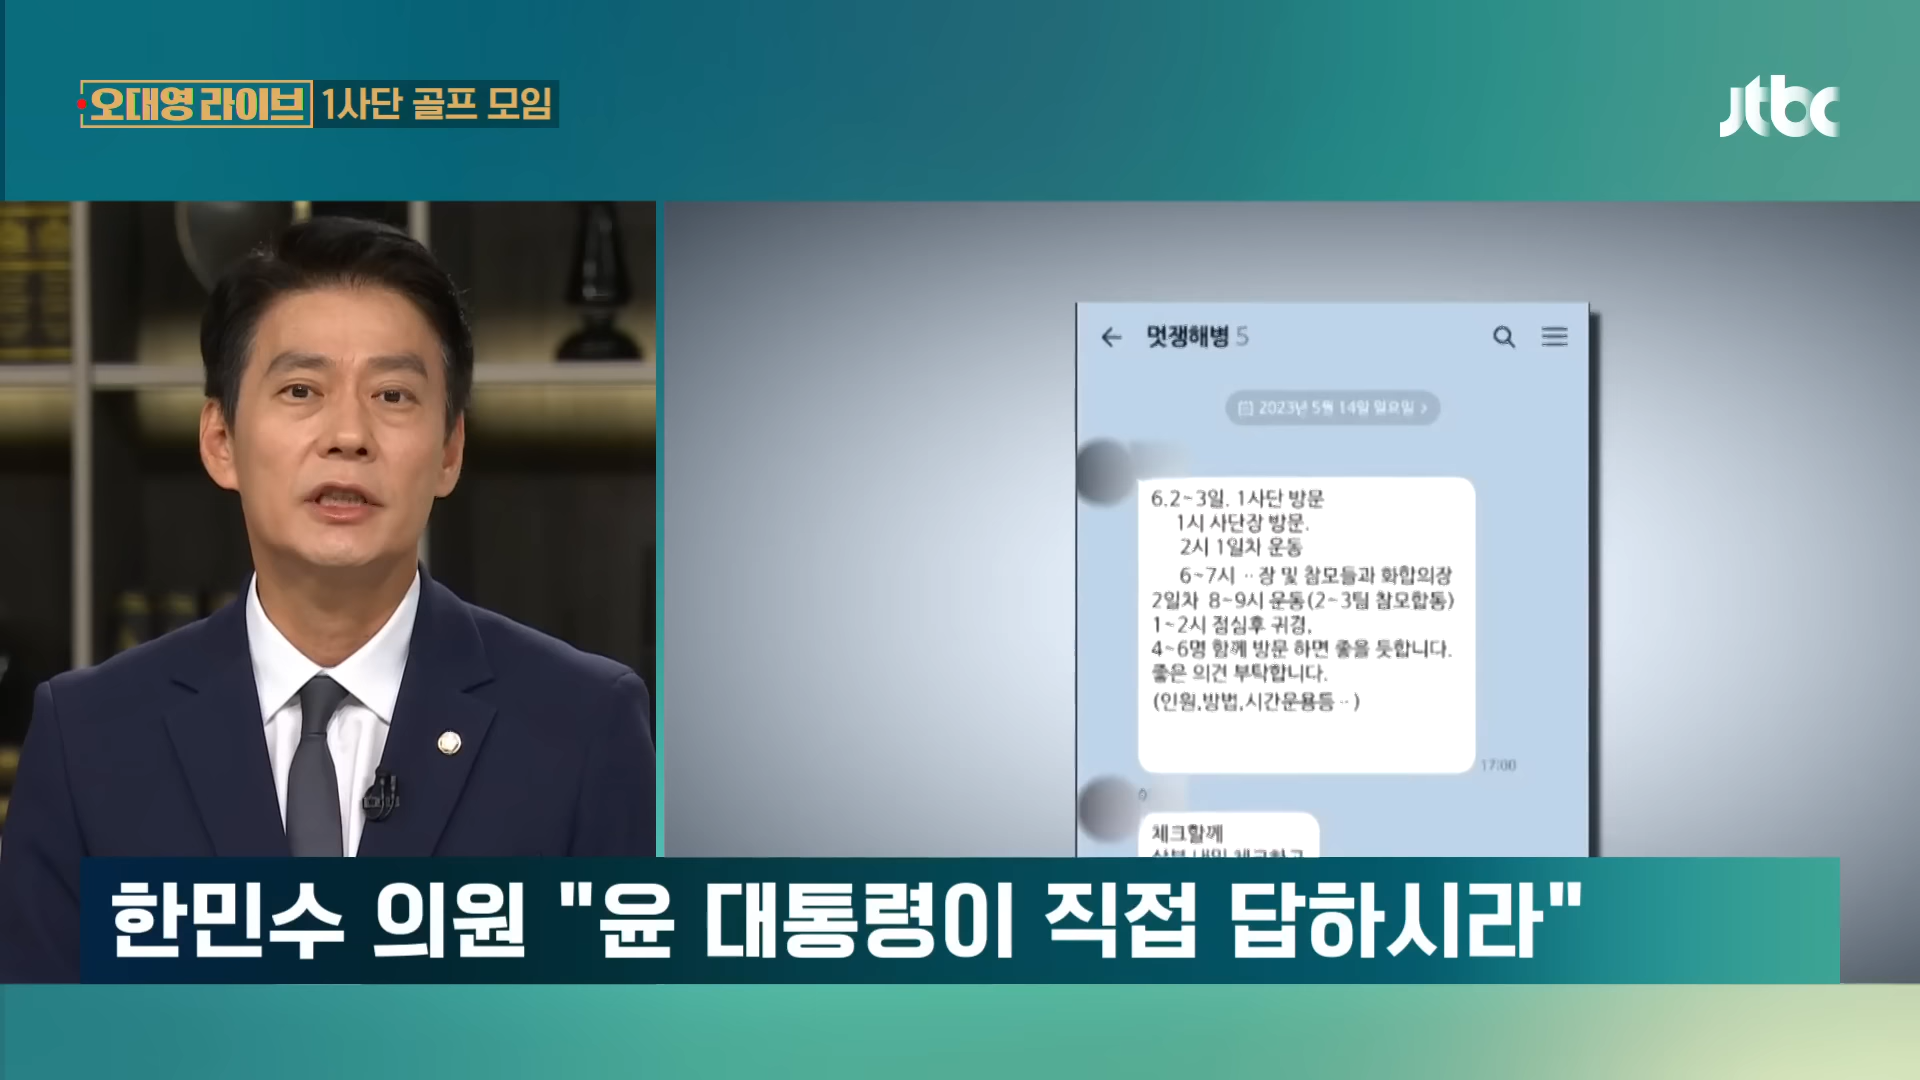 오대영 라이브 1사단 골프 모임
jtbc
멋쟁해병 5
2023년 5월 14일 일요일 >
6.2~3일. 1사단 방문
1시 사단장 방문.
2시 1일차 운동
6~7시 ·· 장 및 참모들과 화합의장
2일차 8~9시 운동(2~3팀 참모합동)
1~2시 점심후 귀경,
4~6명 함께 방문 하면 좋을 듯합니다.
좋은 의견 부탁합니다.
(인원,방법,시간운용등 ·· )
17:00
체크할께
내일 체크하고
한민수 의원 "윤 대통령이 직접 답하시라"